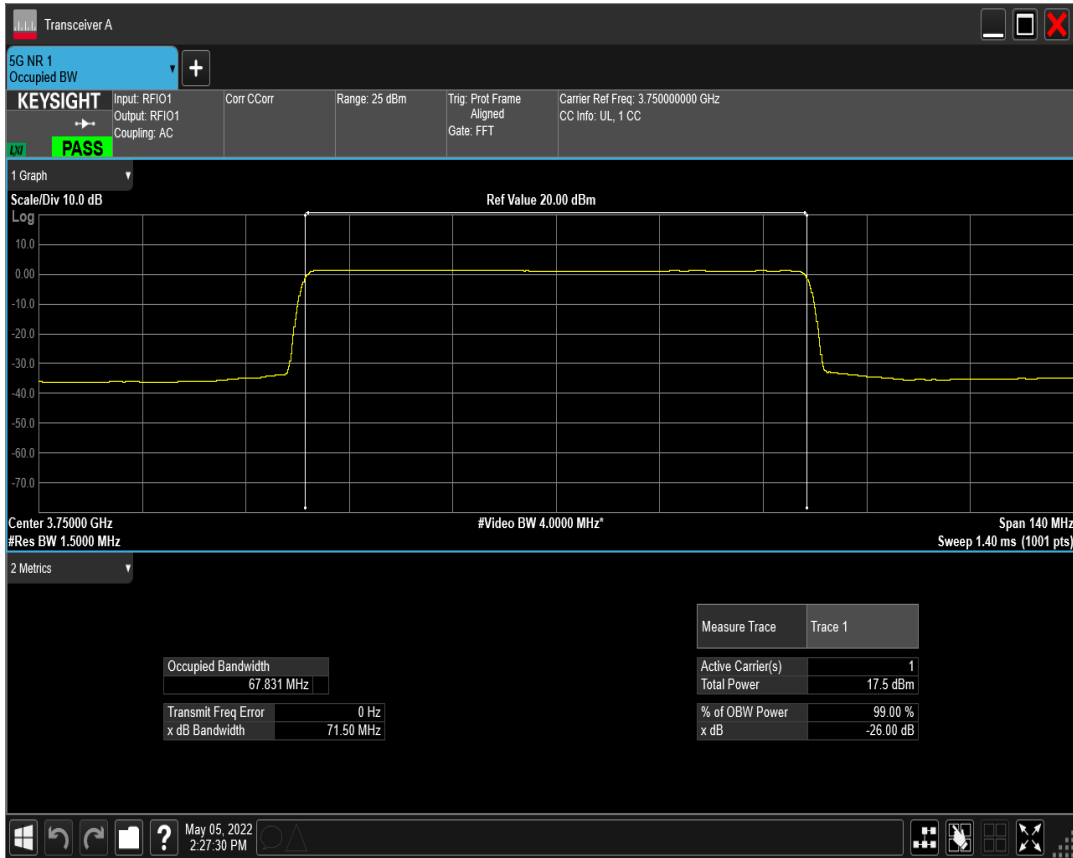 Transceiver A
5G NR 1
Occupied BW
KEYSIGHT
LXI
PASS
Input: RFIO1
Output: RFIO1
Coupling: AC
Corr CCorr
Range: 25 dBm
Trig: Prot Frame
Aligned
Gate: FFT
Carrier Ref Freq: 3.750000000 GHz
CC Info: UL, 1 CC
1 Graph
Scale/Div 10.0 dB
Ref Value 20.00 dBm
Log
10.0
0.00
-10.0
-20.0
-30.0
-40.0
-50.0
-60.0
-70.0
Center 3.75000 GHz
#Video BW 4.0000 MHz*
Span 140 MHz
#Res BW 1.5000 MHz
Sweep 1.40 ms (1001 pts)
2 Metrics
Measure Trace Trace 1
Occupied Bandwidth
67.831 MHz
Active Carrier(s) 1
Total Power 17.5 dBm
Transmit Freq Error 0 Hz
x dB Bandwidth 71.50 MHz
% of OBW Power 99.00 %
x dB -26.00 dB
?
May 05, 2022
2:27:30 PM